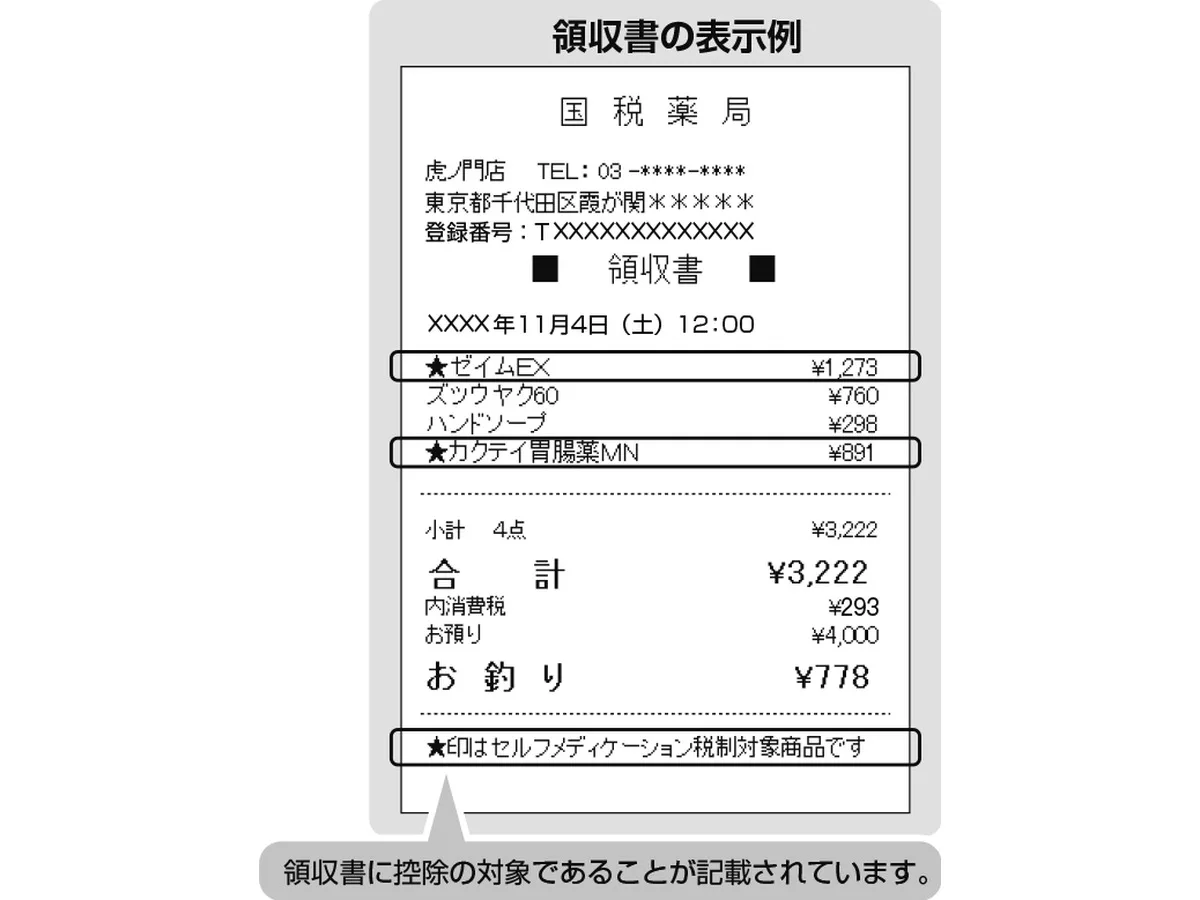 領収書の表示例
国税薬局
虎ノ門店 TEL：03-****-****
東京都千代田区霞が関＊＊＊＊＊
登録番号：TXXXXXXXXXXXXX
■ 領収書 ■
XXXX年11月4日（土）12：00
★ゼイムEX ¥1,273
ズツウヤク60 ¥760
ハンドソープ ¥298
★カクテイ胃腸薬MN ¥891
小計 4点 ¥3,222
合計 ¥3,222
内消費税 ¥293
お預り ¥4,000
お釣り ¥778
★印はセルフメディケーション税制対象商品です
領収書に控除の対象であることが記載されています。